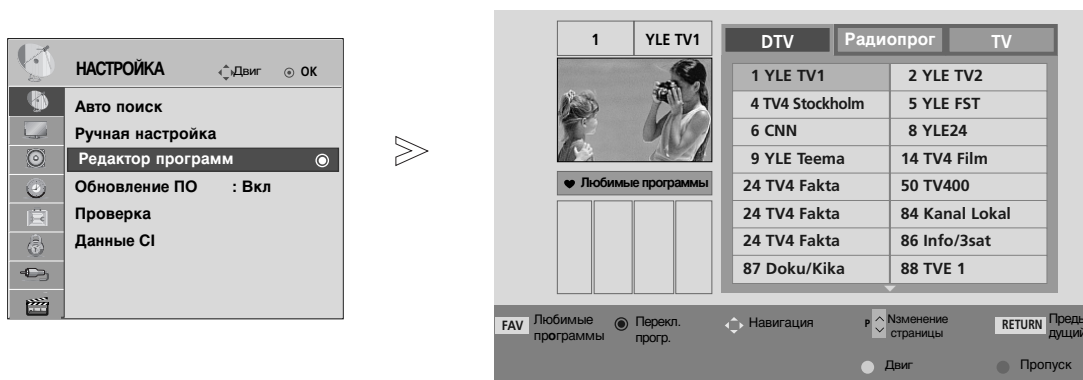 НАСТРОЙКА Двиг OK
Авто поиск
Ручная настройка
Редактор программ
Обновление ПО : Вкл
Проверка
Данные CI
1 YLE TV1
Любимые программы
DTV Радиопрог TV
1 YLE TV1 2 YLE TV2
4 TV4 Stockholm 5 YLE FST
6 CNN 8 YLE24
9 YLE Teema 14 TV4 Film
24 TV4 Fakta 50 TV400
24 TV4 Fakta 84 Kanal Lokal
24 TV4 Fakta 86 Info/3sat
87 Doku/Kika 88 TVE 1
FAV Любимые программы
Перекл. прогр.
Навигация
P Nзменение страницы
RETURN Преды дущий
Двиг Пропуск